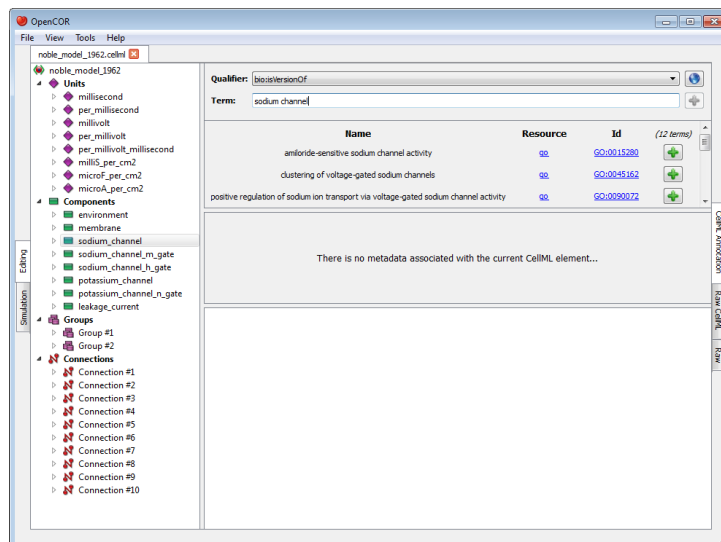 OpenCOR
File View Tools Help
noble_model_1962.cellml
noble_model_1962
Units
millisecond
per_millisecond
millivolt
per_millivolt
per_millivolt_millisecond
milliS_per_cm2
microF_per_cm2
microA_per_cm2
Components
environment
membrane
sodium_channel
sodium_channel_m_gate
sodium_channel_h_gate
potassium_channel
potassium_channel_n_gate
leakage_current
Groups
Group #1
Group #2
Connections
Connection #1
Connection #2
Connection #3
Connection #4
Connection #5
Connection #6
Connection #7
Connection #8
Connection #9
Connection #10
Editing
Simulation
Qualifier: bio:isVersionOf
Term: sodium channel
Name Resource Id (12 terms)
amiloride-sensitive sodium channel activity go GO:0015280
clustering of voltage-gated sodium channels go GO:0045162
positive regulation of sodium ion transport via voltage-gated sodium channel activity go GO:0090072
There is no metadata associated with the current CellML element...
CellML Annotation
Raw CellML
Raw